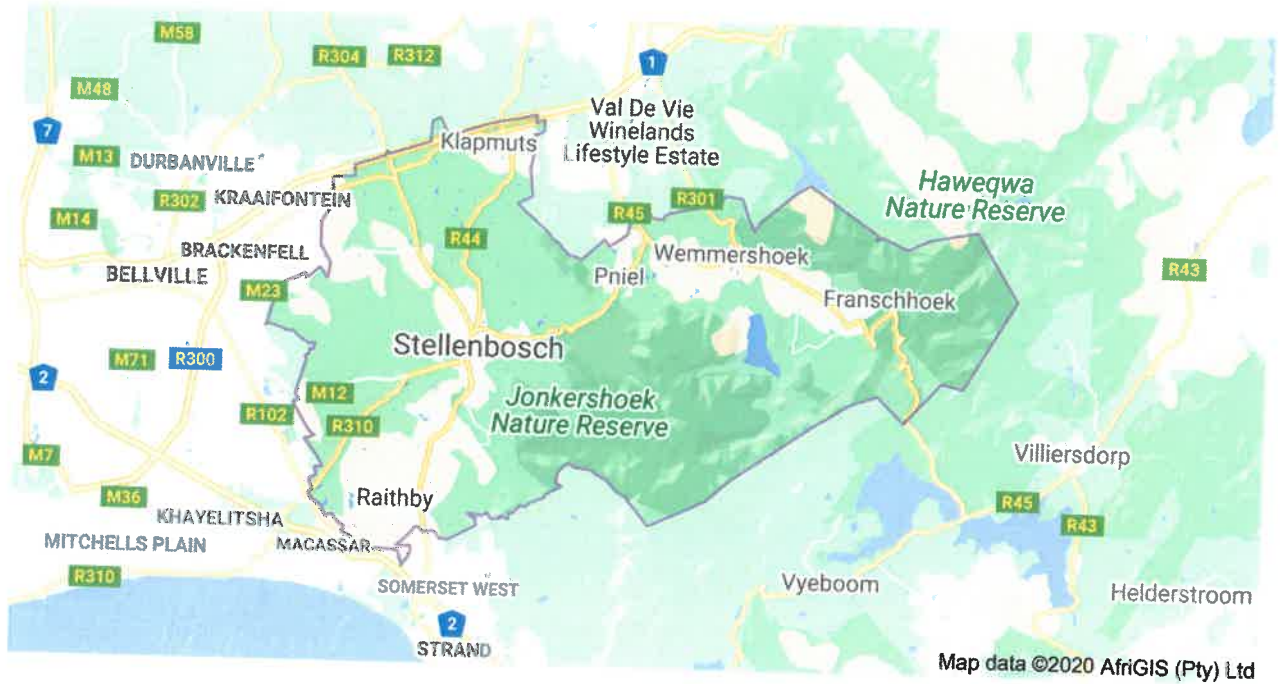 M58
R304
R312
1
M48
Val De Vie
Winelands
Lifestyle Estate
7
Klapmuts
M13
DURBANVILLE
Haweqwa
Nature Reserve
R302
KRAAIFONTEIN
R301
M14
R45
R44
BRACKENFELL
Wemmershoek
BELLVILLE
Pniel
R43
M23
Franschhoek
Stellenbosch
M71
R300
2
M12
Jonkershoek
Nature Reserve
R102
R310
M7
Villiersdorp
M36
Raithby
R45
KHAYELITSHA
R43
MITCHELLS PLAIN
MACASSAR
R310
SOMERSET WEST
Vyeboom
Helderstroom
2
STRAND
Map data ©2020 AfriGIS (Pty) Ltd